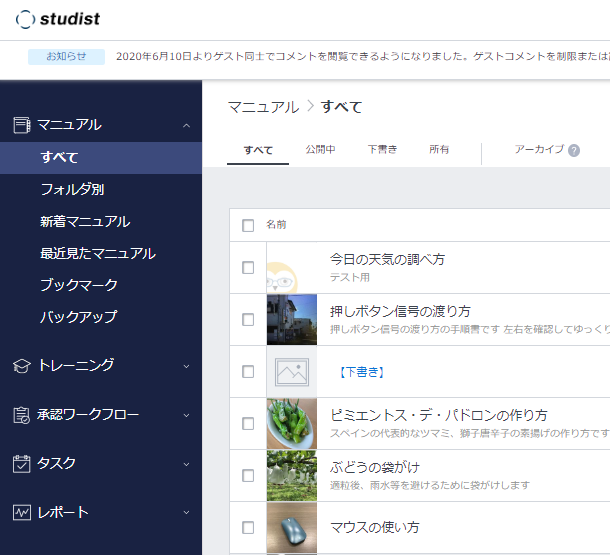 studist
お知らせ 2020年6月10日よりゲスト同士でコメントを閲覧できるようになりました。ゲストコメントを制限または
マニュアル
すべて
フォルダ別
新着マニュアル
最近見たマニュアル
ブックマーク
バックアップ
トレーニング
承認ワークフロー
タスク
レポート
マニュアル > すべて
すべて 公開中 下書き 所有 アーカイブ ?
名前
今日の天気の調べ方
テスト用
押しボタン信号の渡り方
押しボタン信号の渡り方の手順書です 左右を確認してゆっくり
【下書き】
ピミエントス・デ・パドロンの作り方
スペインの代表的なツマミ、獅子唐辛子の素揚げの作り方です
ぶどうの袋がけ
適粒後、雨水等を避けるために袋がけします
マウスの使い方